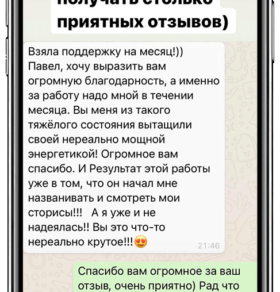 получать столько
приятных отзывов)
Взяла поддержку на месяц!))
Павел, хочу выразить вам
огромную благодарность, а именно
за работу надо мной в течении
месяца. Вы меня из такого
тяжёлого состояния вытащили
своей нереально мощной
энергетикой! Огромное вам
спасибо. И Результат этой работы
уже в том, что он начал мне
названивать и смотреть мои
сторисы!!! А я уже и не
надеялась!! Вы это что-то
нереально крутое!!!😍
21:46
Спасибо вам огромное за ваш
отзыв, очень приятно) Рад что